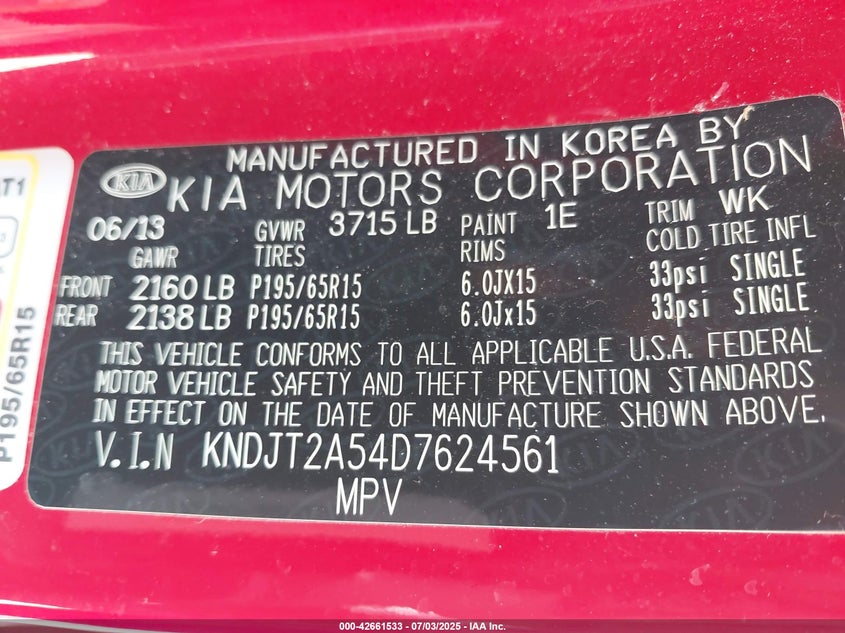 MANUFACTURED IN KOREA BY
KIA KIA MOTORS CORPORATION
06/13 GVWR 3715 LB PAINT 1E TRIM WK
GAWR TIRES RIMS COLD TIRE INFL
FRONT 2160 LB P195/65R15 6.0JX15 33psi SINGLE
REAR 2138 LB P195/65R15 6.0Jx15 33psi SINGLE
THIS VEHICLE CONFORMS TO ALL APPLICABLE U.S.A. FEDERAL
MOTOR VEHICLE SAFETY AND THEFT PREVENTION STANDARDS
IN EFFECT ON THE DATE OF MANUFACTURE SHOWN ABOVE.
V.I.N KNDJT2A54D7624561
MPV
P195/65R15
000-42661533 - 07/03/2025 - IAA Inc.